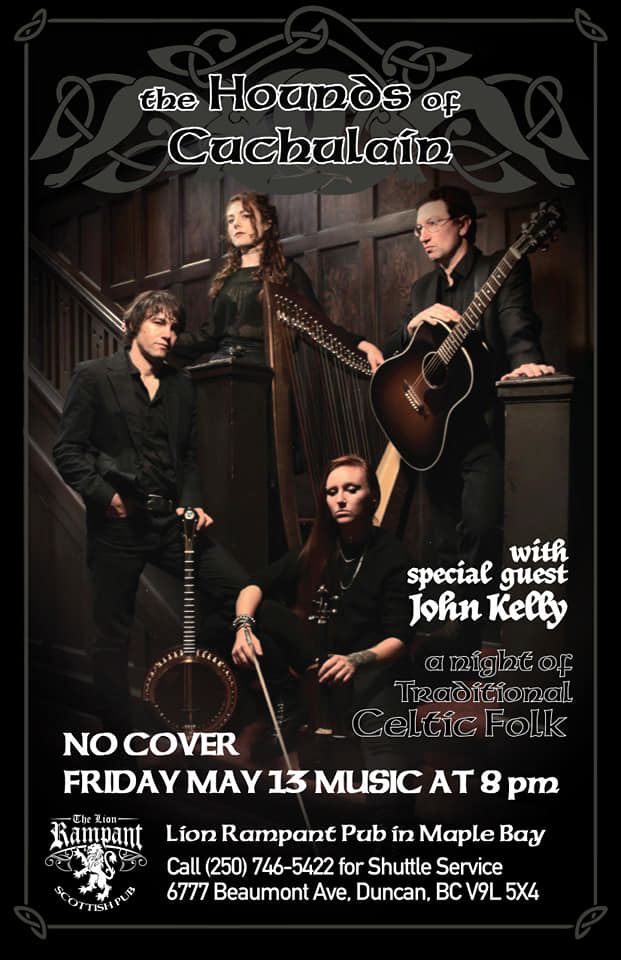 the Hounds of
Cuchulain
with
special guest
John Kelly
a night of
Traditional
Celtic Folk
NO COVER
FRIDAY MAY 13 MUSIC AT 8 pm
The Lion
Rampant
SCOTTISH PUB
Lion Rampant Pub in Maple Bay
Call (250) 746-5422 for Shuttle Service
6777 Beaumont Ave, Duncan, BC V9L 5X4